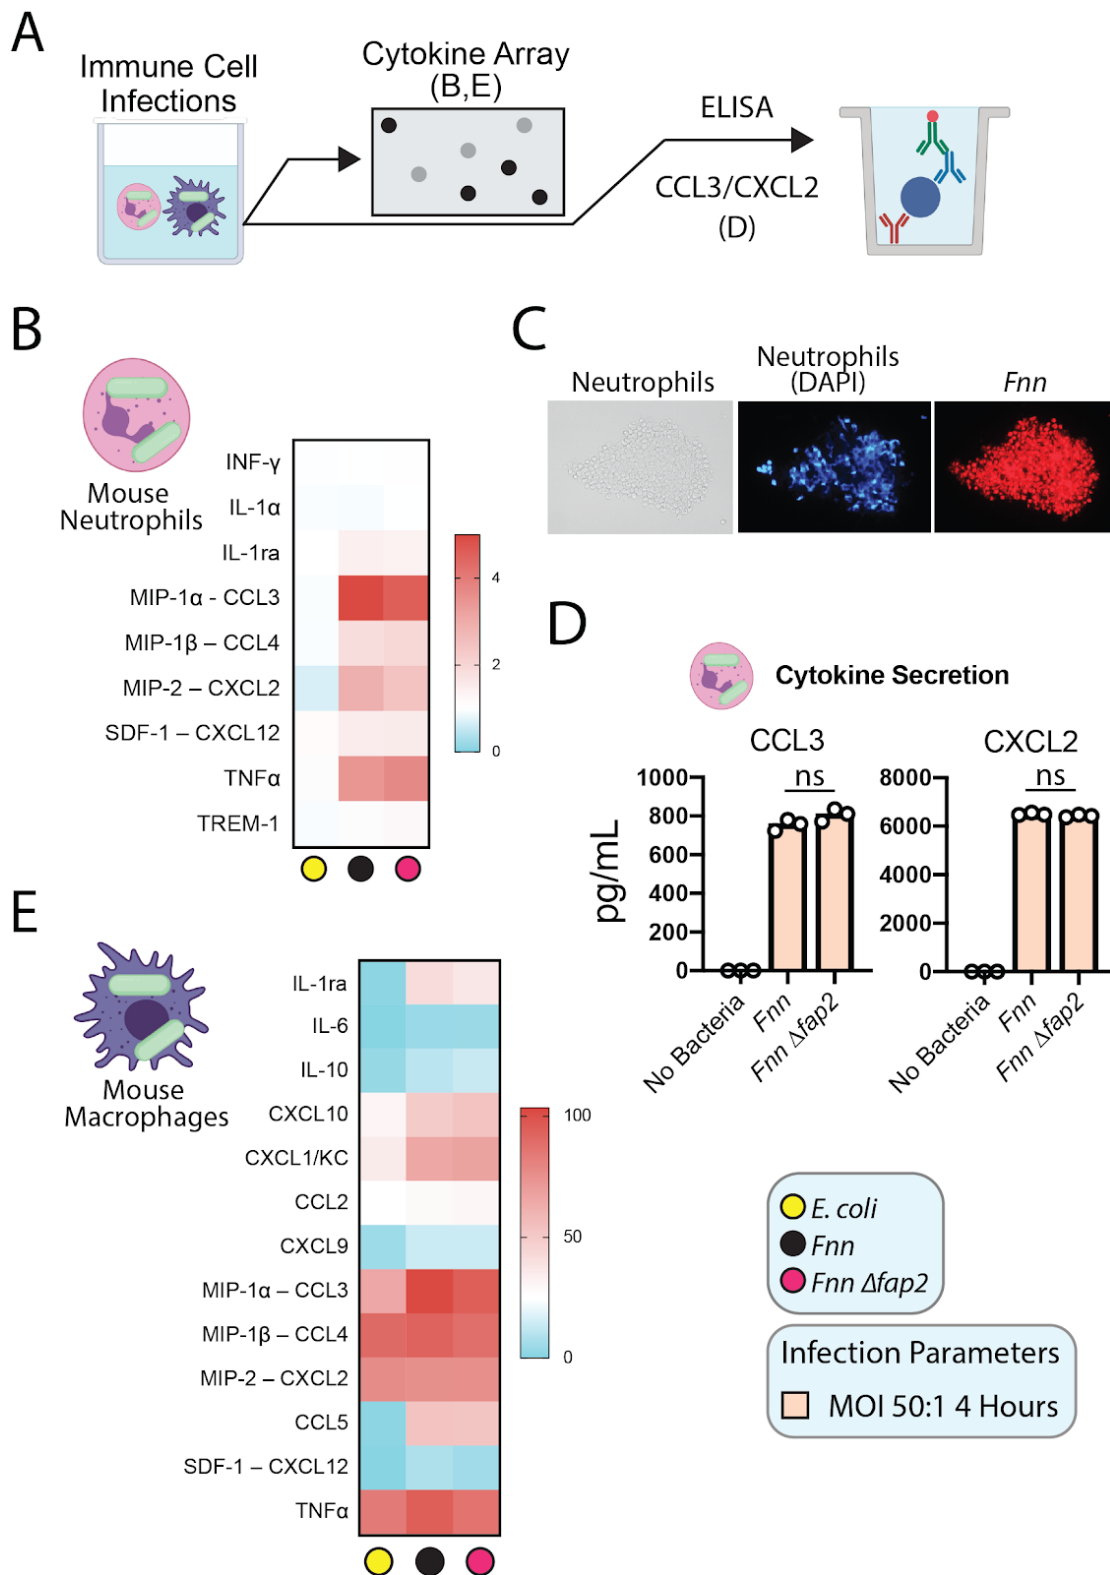 A
Immune Cell
Infections
Cytokine Array
(B,E)
ELISA
CCL3/CXCL2
(D)
B
Mouse
Neutrophils
INF-γ
IL-1α
IL-1ra
MIP-1α - CCL3
MIP-1β – CCL4
MIP-2 – CXCL2
SDF-1 – CXCL12
TNFα
TREM-1
4
2
0
C
Neutrophils
Neutrophils
(DAPI)
Fnn
D
Cytokine Secretion
CCL3
1000
800
600
400
200
0
pg/mL
ns
No Bacteria
Fnn
Fnn Δfap2
CXCL2
8000
6000
4000
2000
0
ns
No Bacteria
Fnn
Fnn Δfap2
E
Mouse
Macrophages
IL-1ra
IL-6
IL-10
CXCL10
CXCL1/KC
CCL2
CXCL9
MIP-1α – CCL3
MIP-1β – CCL4
MIP-2 – CXCL2
CCL5
SDF-1 – CXCL12
TNFα
100
50
0
E. coli
Fnn
Fnn Δfap2
Infection Parameters
MOI 50:1 4 Hours